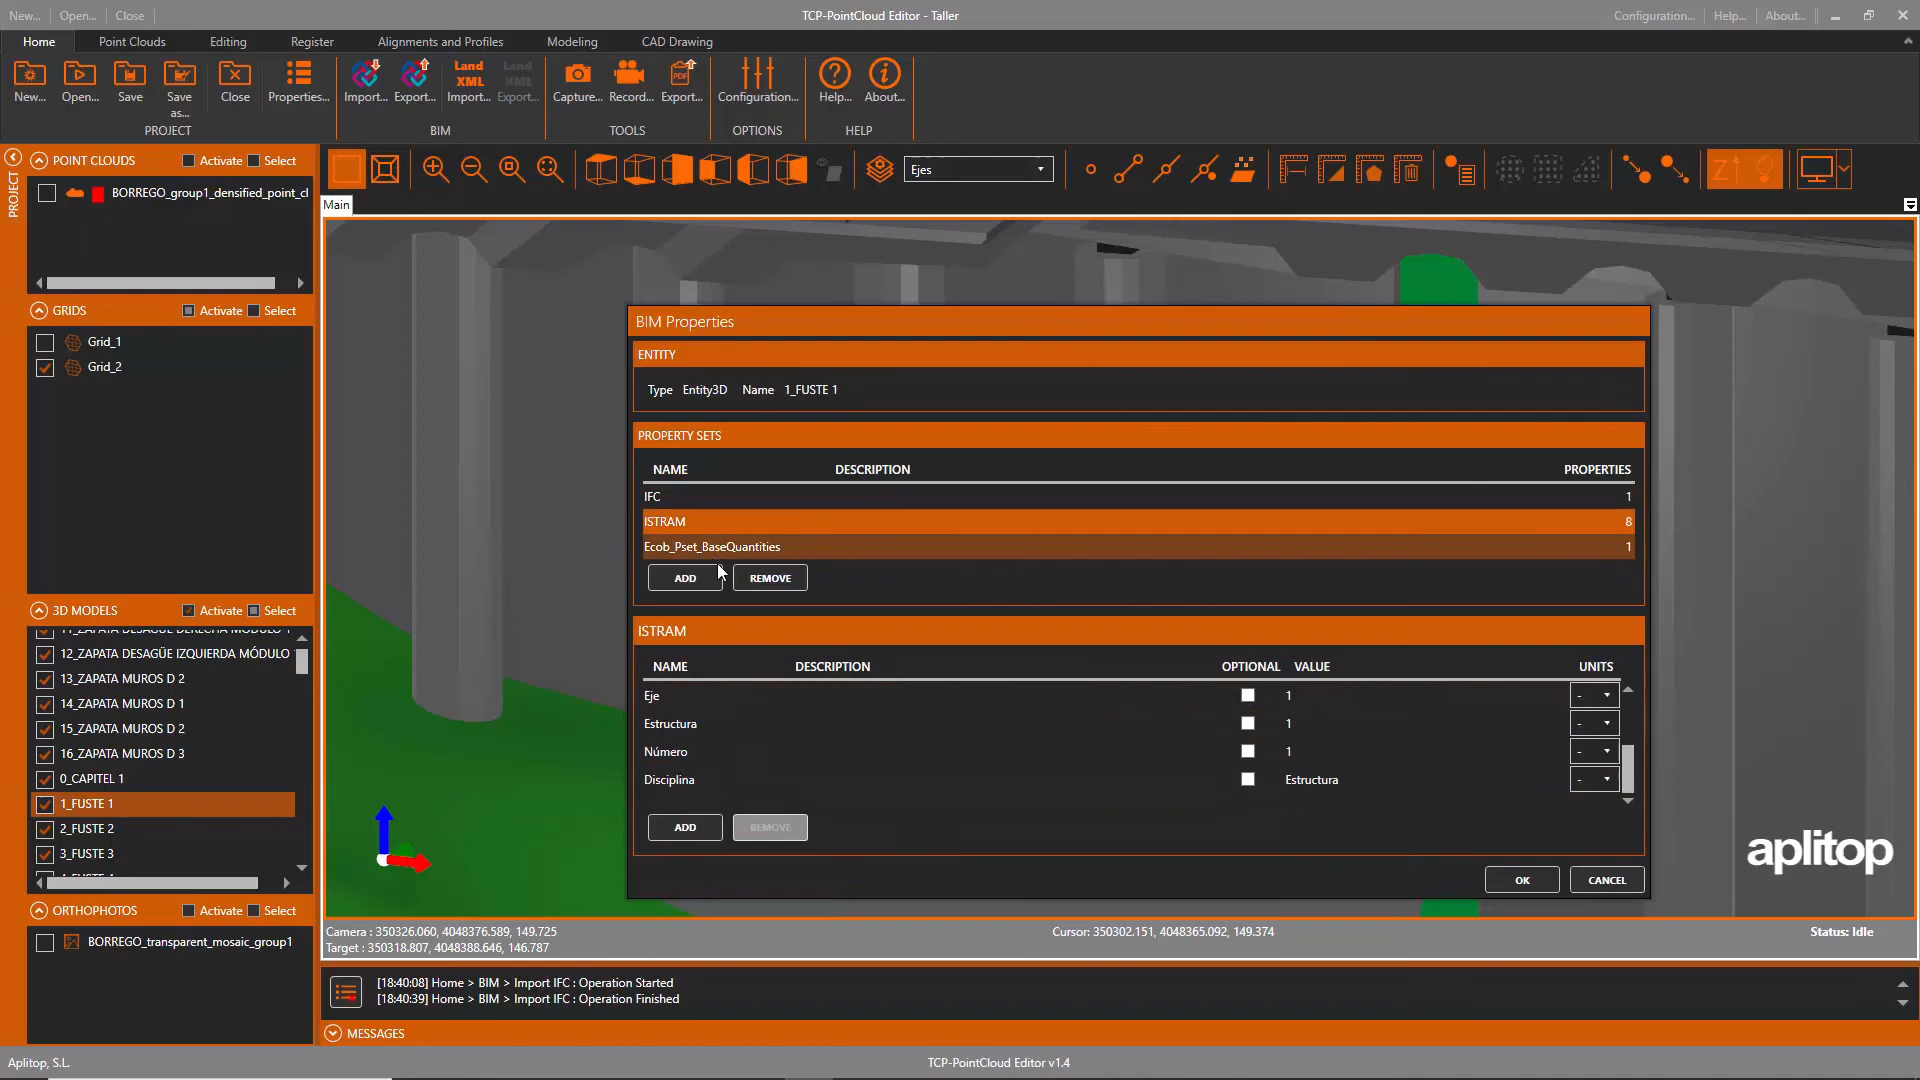 New... Open... Close TCP-PointCloud Editor - Taller Configuration... Help... About...
Home Point Clouds Editing Register Alignments and Profiles Modeling CAD Drawing
Land XML Land XML PDF
New... Open... Save Save as... Close Properties... Import... Export... Import... Export... Capture... Record... Export... Configuration... Help... About...
PROJECT BIM TOOLS OPTIONS HELP
PROJECT
POINT CLOUDS Activate Select
BORREGO_group1_densified_point_cl
GRIDS Activate Select
Grid_1
Grid_2
3D MODELS Activate Select
11_ZAPATA DESAGÜE DERECHA MÓDULO 1
12_ZAPATA DESAGÜE IZQUIERDA MÓDULO
13_ZAPATA MUROS D 2
14_ZAPATA MUROS D 1
15_ZAPATA MUROS D 2
16_ZAPATA MUROS D 3
0_CAPITEL 1
1_FUSTE 1
2_FUSTE 2
3_FUSTE 3
ORTHOPHOTOS Activate Select
BORREGO_transparent_mosaic_group1
Ejes
Z
Main
BIM Properties
ENTITY
Type Entity3D Name 1_FUSTE 1
PROPERTY SETS
NAME DESCRIPTION PROPERTIES
IFC 1
ISTRAM 8
Ecob_Pset_BaseQuantities 1
ADD REMOVE
ISTRAM
NAME DESCRIPTION OPTIONAL VALUE UNITS
Eje 1 -
Estructura 1 -
Número 1 -
Disciplina Estructura -
ADD REMOVE
OK CANCEL
aplitop
Camera : 350326.060, 4048376.589, 149.725 Cursor: 350302.151, 4048365.092, 149.374 Status: Idle
Target : 350318.807, 4048388.646, 146.787
[18:40:08] Home > BIM > Import IFC : Operation Started
[18:40:39] Home > BIM > Import IFC : Operation Finished
MESSAGES
Aplitop, S.L. TCP-PointCloud Editor v1.4